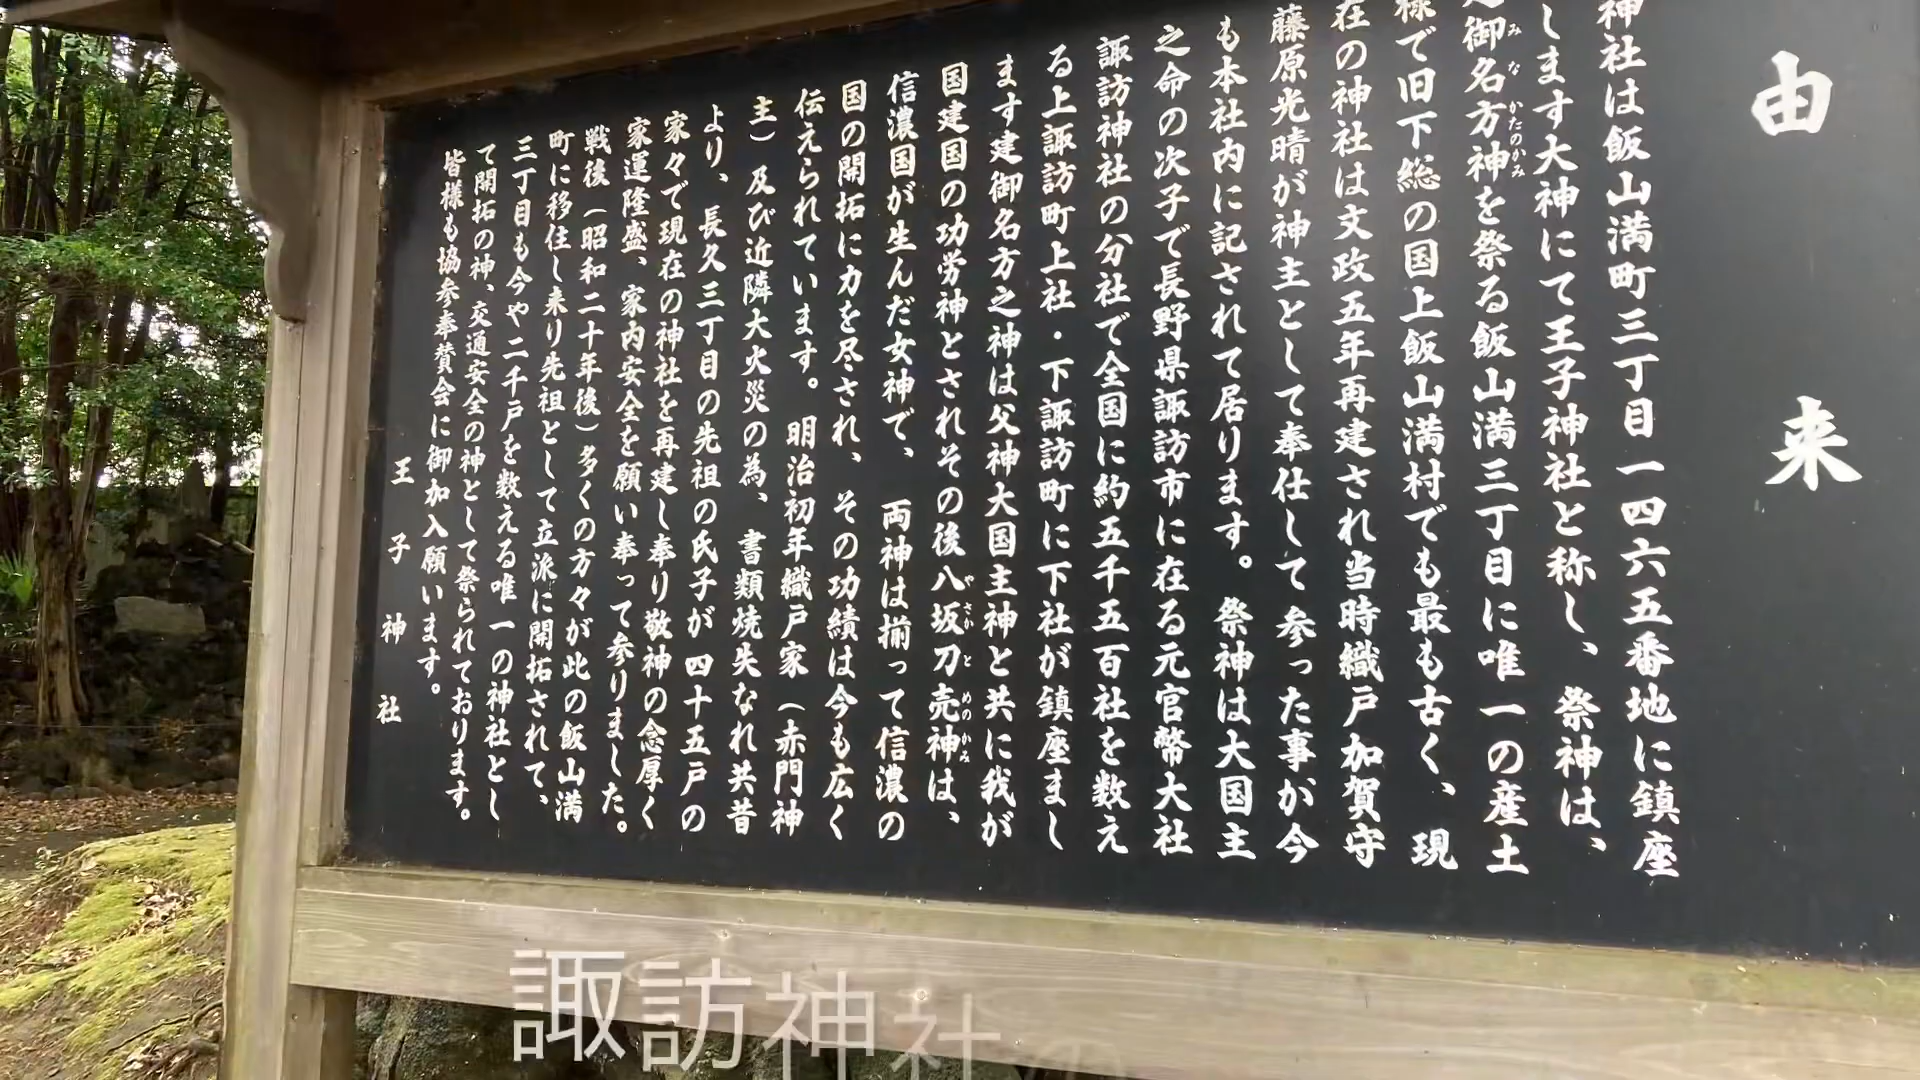 由来
神社は飯山満町三丁目一四六五番地に鎮座
します大神にて王子神社と称し、祭神は、
御名方神を祭る飯山満三丁目に唯一の産土
みなかたのかみ
様で旧下総の国上飯山満村でも最も古く、現
在の神社は文政五年再建され当時織戸加賀守
藤原光晴が神主として奉仕して参った事が今
も本社内に記されて居ります。祭神は大国主
之命の次子で長野県諏訪市に在る元官幣大社
諏訪神社の分社で全国に約五千五百社を数え
る上諏訪町上社・下諏訪町に下社が鎮座まし
ます建御名方之神は父神大国主神と共に我が
国建国の功労神とされその後八坂刀売神は、
やさかとめのかみ
信濃国が生んだ女神で、両神は揃って信濃の
国の開拓に力を尽され、その功績は今も広く
伝えられています。明治初年織戸家(赤門神
主)及び近隣大火災の為、書類焼失なれ共昔
より、長久三丁目の先祖の氏子が四十五戸の
家々で現在の神社を再建し奉り敬神の念厚く
家運隆盛、家内安全を願い奉って参りました。
戦後(昭和二十年後)多くの方々が此の飯山満
町に移住し来り先祖として立派に開拓されて、
三丁目も今や二千戸を数える唯一の神社とし
て開拓の神、交通安全の神として祭られております。
皆様も協参奉賛会に御加入願います。
王子神社
諏訪神社の